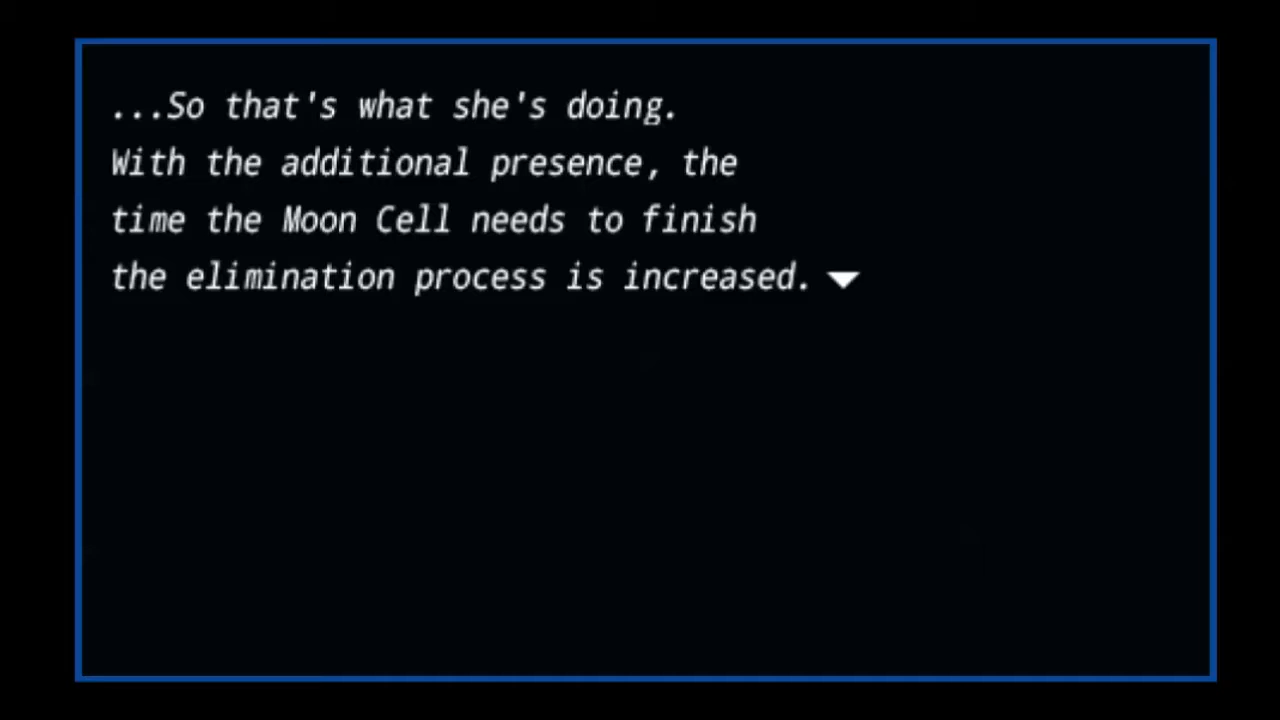 ...So that's what she's doing.
With the additional presence, the
time the Moon Cell needs to finish
the elimination process is increased.